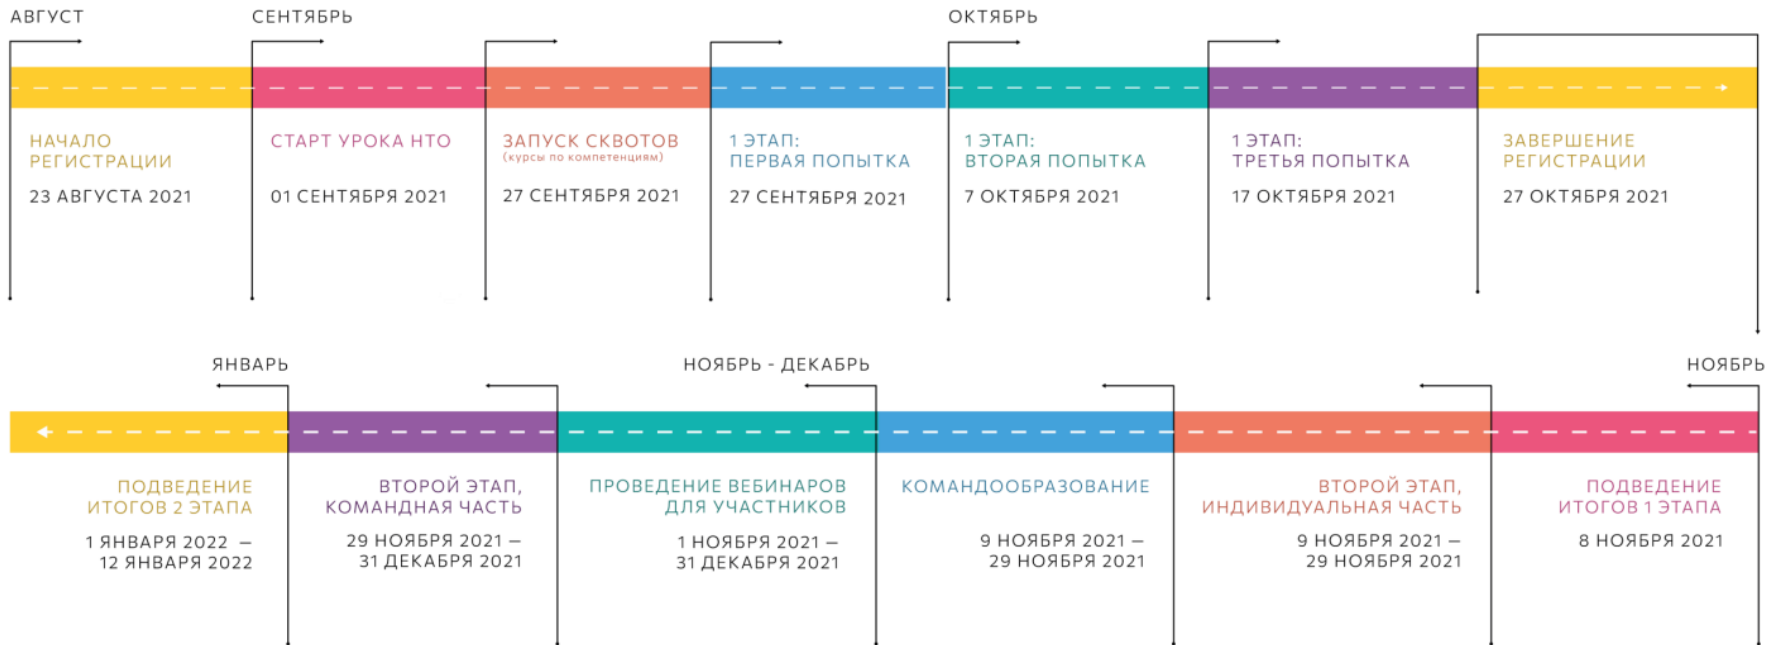 АВГУСТ
СЕНТЯБРЬ
ОКТЯБРЬ
НАЧАЛО
РЕГИСТРАЦИИ
23 АВГУСТА 2021
СТАРТ УРОКА НТО
01 СЕНТЯБРЯ 2021
ЗАПУСК СКВОТОВ
(курсы по компетенциям)
27 СЕНТЯБРЯ 2021
1 ЭТАП:
ПЕРВАЯ ПОПЫТКА
27 СЕНТЯБРЯ 2021
1 ЭТАП:
ВТОРАЯ ПОПЫТКА
7 ОКТЯБРЯ 2021
1 ЭТАП:
ТРЕТЬЯ ПОПЫТКА
17 ОКТЯБРЯ 2021
ЗАВЕРШЕНИЕ
РЕГИСТРАЦИИ
27 ОКТЯБРЯ 2021
ЯНВАРЬ
НОЯБРЬ - ДЕКАБРЬ
НОЯБРЬ
ПОДВЕДЕНИЕ
ИТОГОВ 2 ЭТАПА
1 ЯНВАРЯ 2022 –
12 ЯНВАРЯ 2022
ВТОРОЙ ЭТАП,
КОМАНДНАЯ ЧАСТЬ
29 НОЯБРЯ 2021 –
31 ДЕКАБРЯ 2021
ПРОВЕДЕНИЕ ВЕБИНАРОВ
ДЛЯ УЧАСТНИКОВ
1 НОЯБРЯ 2021 –
31 ДЕКАБРЯ 2021
КОМАНДООБРАЗОВАНИЕ
9 НОЯБРЯ 2021 –
29 НОЯБРЯ 2021
ВТОРОЙ ЭТАП,
ИНДИВИДУАЛЬНАЯ ЧАСТЬ
9 НОЯБРЯ 2021 –
29 НОЯБРЯ 2021
ПОДВЕДЕНИЕ
ИТОГОВ 1 ЭТАПА
8 НОЯБРЯ 2021